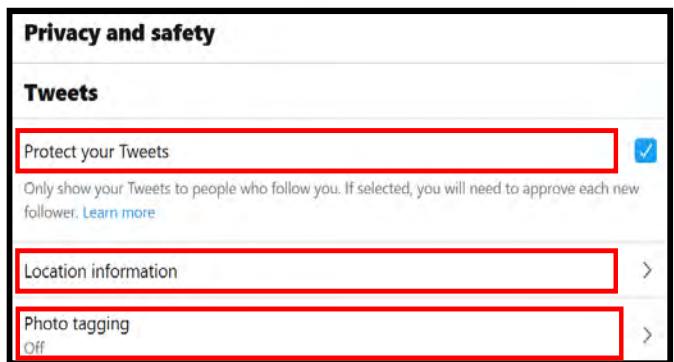 Privacy and safety
Tweets
Protect your Tweets
Only show your Tweets to people who follow you. If selected, you will need to approve each new
follower. Learn more
Location information
Photo tagging
Off